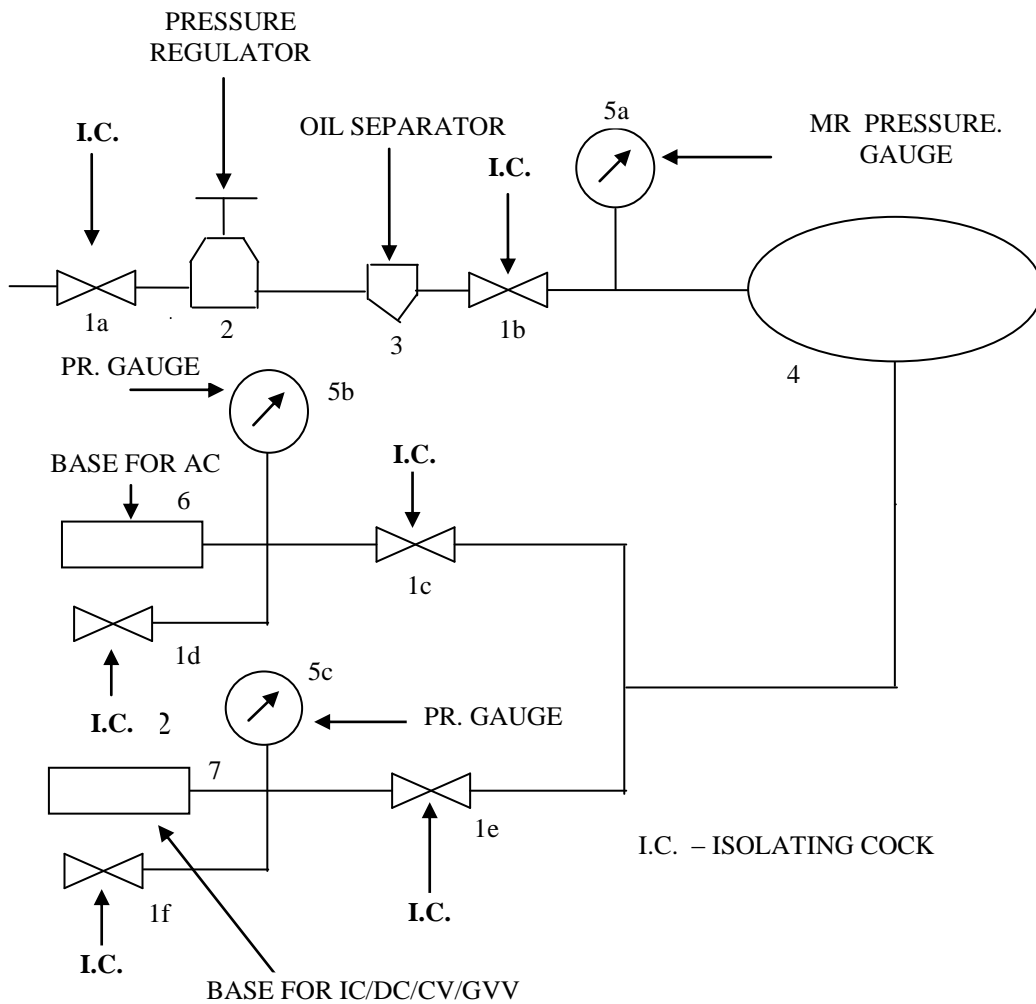 PRESSURE
REGULATOR
I.C.
OIL SEPARATOR
I.C.
5a
MR PRESSURE.
GAUGE
1a
2
3
1b
4
PR. GAUGE
5b
BASE FOR AC
6
I.C.
1c
1d
I.C.
2
5c
PR. GAUGE
7
1e
I.C. – ISOLATING COCK
1f
I.C.
I.C.
BASE FOR IC/DC/CV/GVV